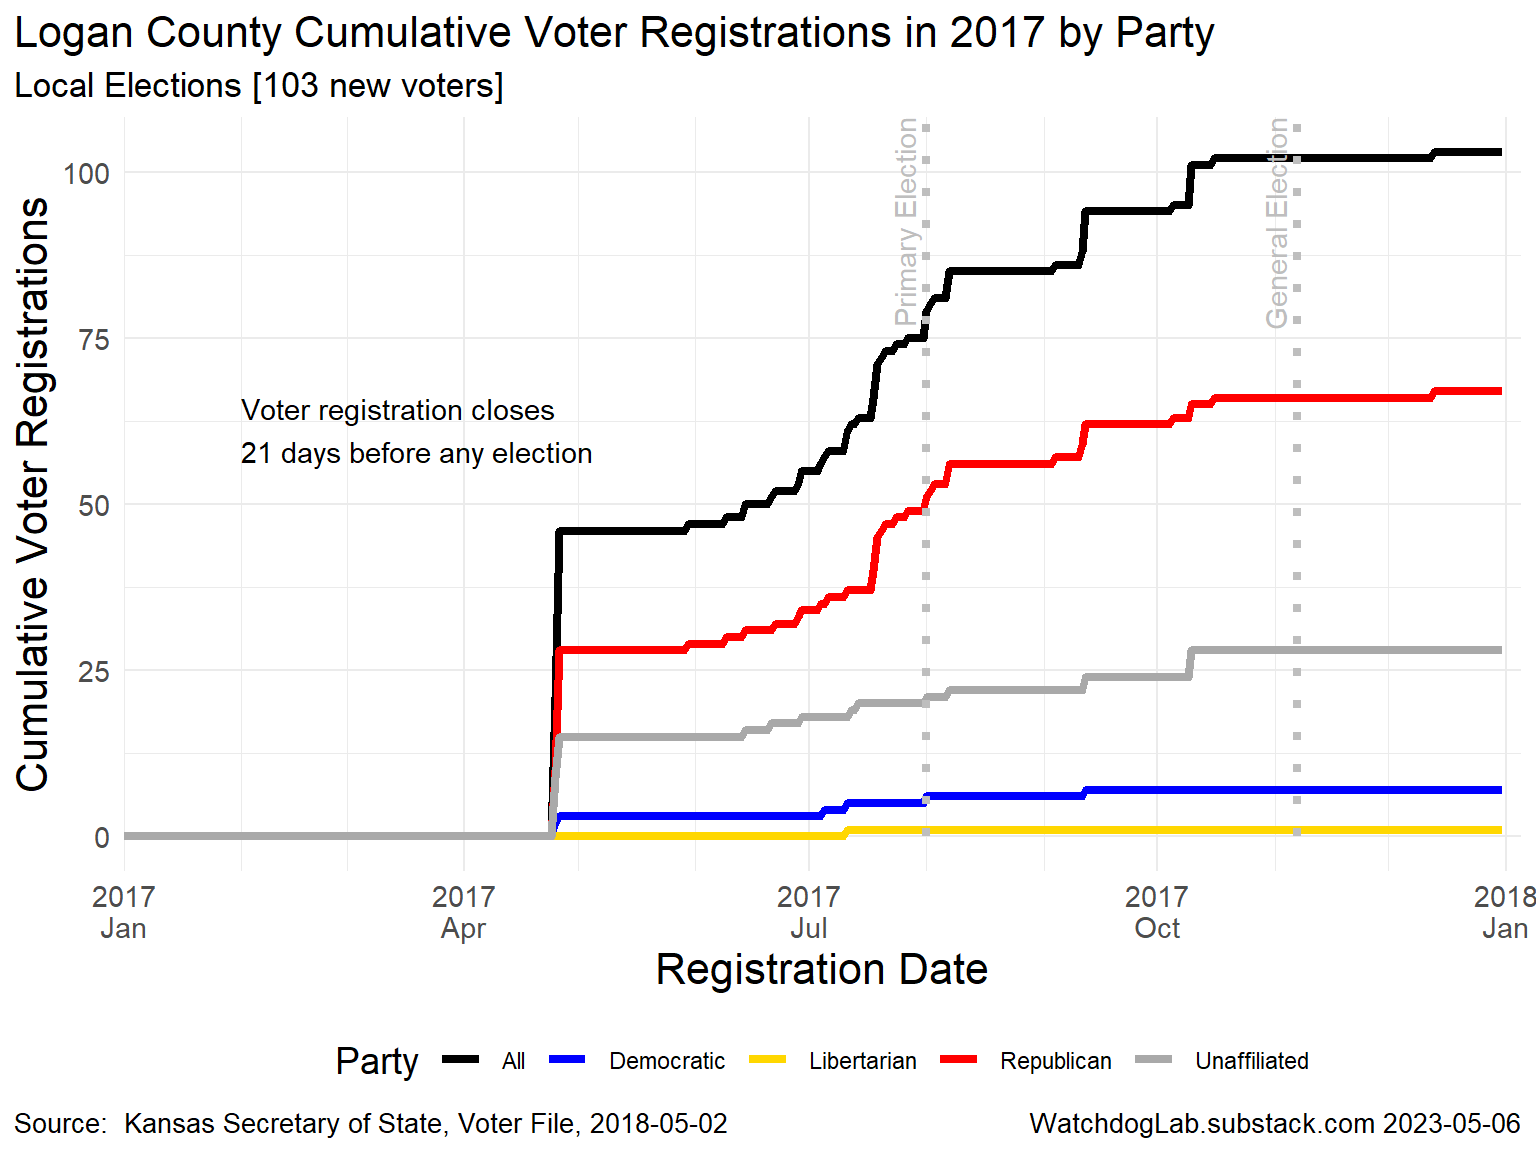 Logan County Cumulative Voter Registrations in 2017 by Party
Local Elections [103 new voters]
Cumulative Voter Registrations
100
75
50
25
0
Primary Election
General Election
Voter registration closes
21 days before any election
2017 2017 2017 2017 2018
Jan Apr Jul Oct Jan
Registration Date
Party All Democratic Libertarian Republican Unaffiliated
Source:  Kansas Secretary of State, Voter File, 2018-05-02
WatchdogLab.substack.com 2023-05-06